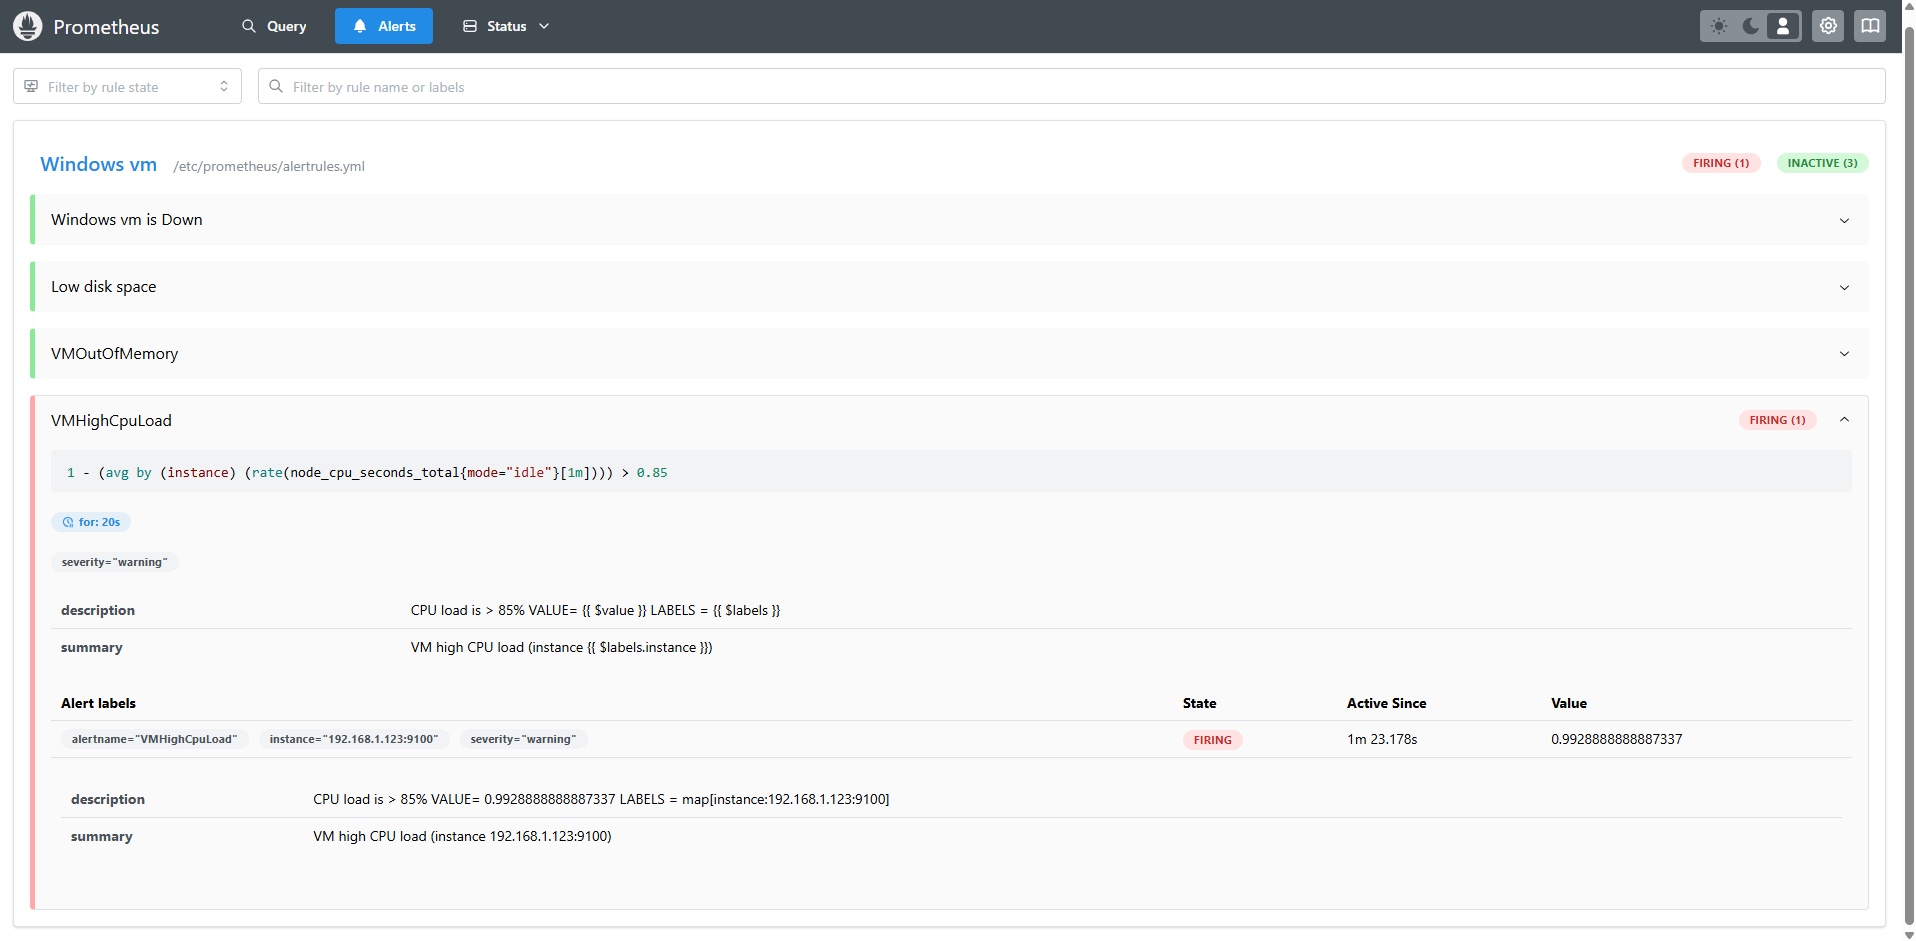 Prometheus Query Alerts Status
Filter by rule state Filter by rule name or labels
Windows vm /etc/prometheus/alertrules.yml FIRING (1) INACTIVE (3)
Windows vm is Down
Low disk space
VMOutOfMemory
VMHighCpuLoad FIRING (1)
1 - (avg by (instance) (rate(node_cpu_seconds_total{mode="idle"}[1m]))) > 0.85
for: 20s
severity="warning"
description CPU load is > 85% VALUE= {{ $value }} LABELS = {{ $labels }}
summary VM high CPU load (instance {{ $labels.instance }})
Alert labels State Active Since Value
alertname="VMHighCpuLoad" instance="192.168.1.123:9100" severity="warning" FIRING 1m 23.178s 0.9928888888887337
description CPU load is > 85% VALUE= 0.9928888888887337 LABELS = map[instance:192.168.1.123:9100]
summary VM high CPU load (instance 192.168.1.123:9100)